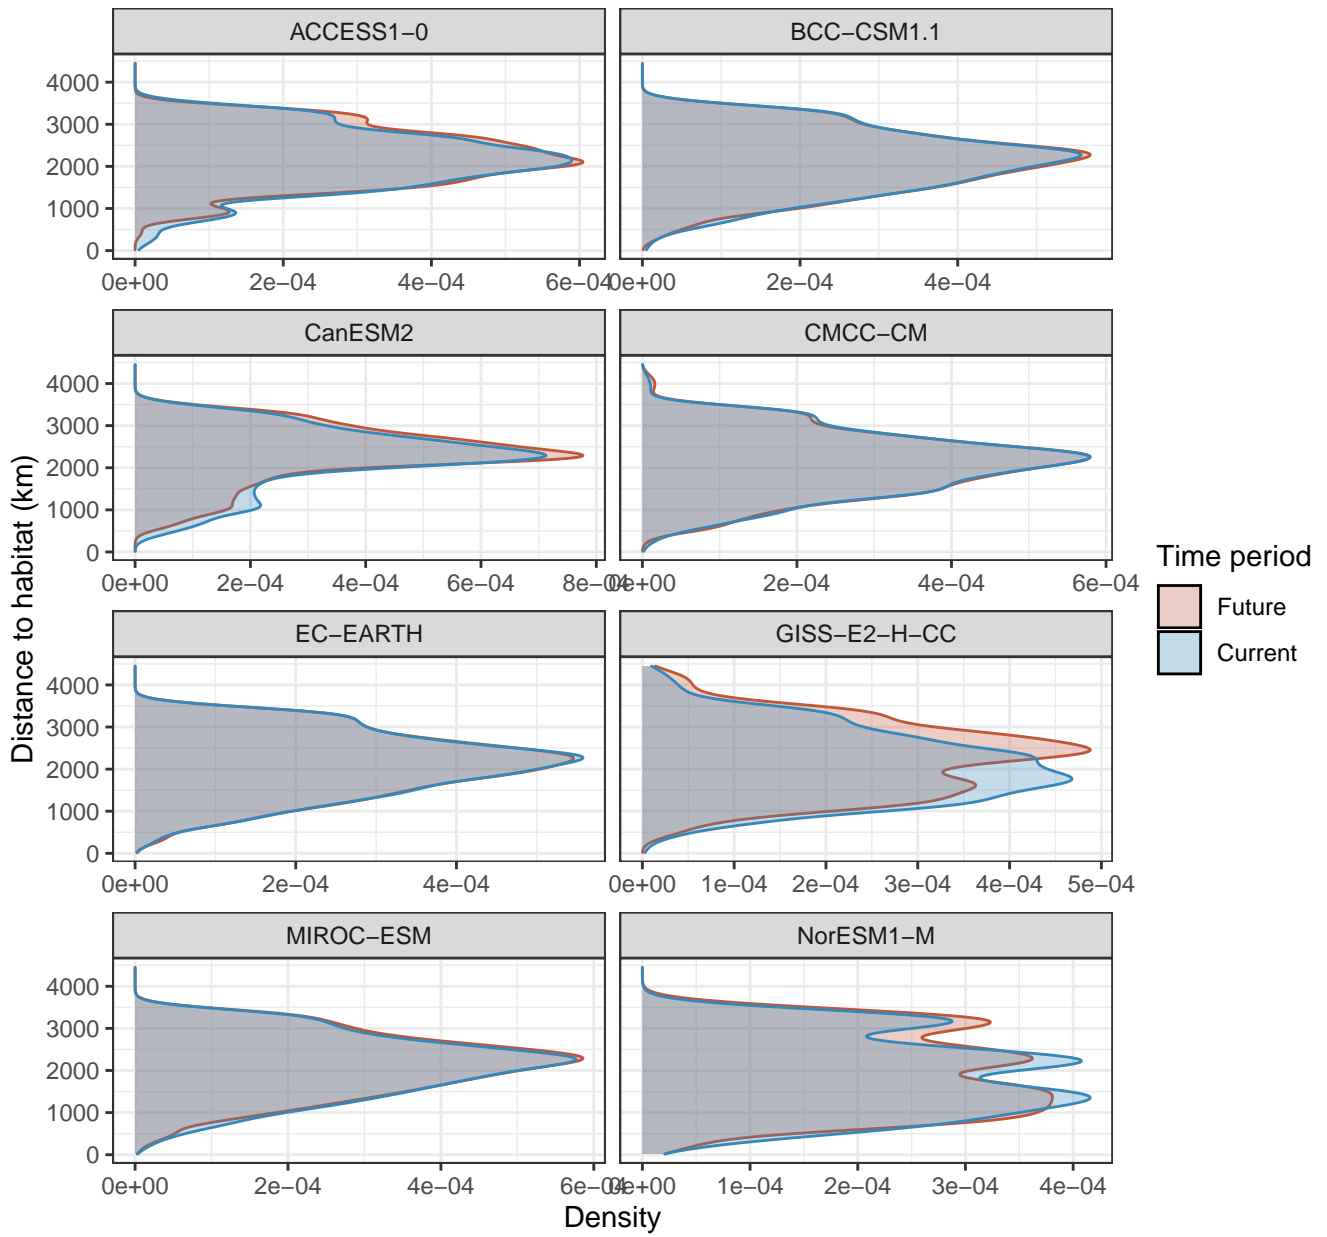 ACCESS1−0
BCC−CSM1.1
4000
3000
2000
1000
0
0e+00 2e−04 4e−04 6e−04
0e+00 2e−04 4e−04
CanESM2
CMCC−CM
4000
3000
2000
1000
0
0e+00 2e−04 4e−04 6e−04 8e−04
0e+00 2e−04 4e−04 6e−04
EC−EARTH
GISS−E2−H−CC
4000
3000
2000
1000
0
0e+00 2e−04 4e−04
0e+00 1e−04 2e−04 3e−04 4e−04 5e−04
MIROC−ESM
NorESM1−M
4000
3000
2000
1000
0
0e+00 2e−04 4e−04 6e−04
0e+00 1e−04 2e−04 3e−04 4e−04
Density
Distance to habitat (km)
Time period
Future
Current